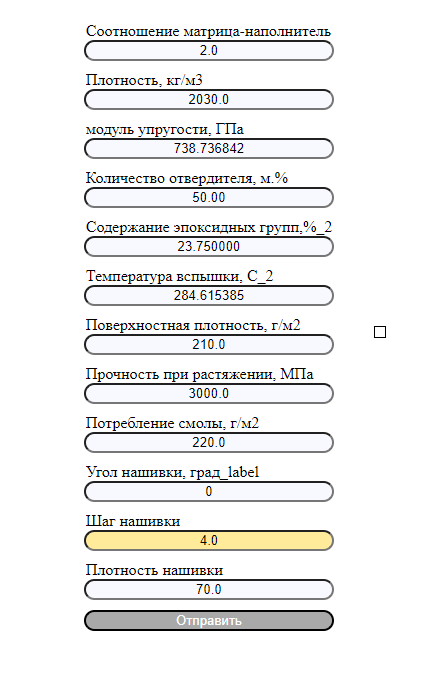 Соотношение матрица-наполнитель
2.0
Плотность, кг/м3
2030.0
модуль упругости, ГПа
738.736842
Количество отвердителя, м.%
50.00
Содержание эпоксидных групп,%_2
23.750000
Температура вспышки, С_2
284.615385
Поверхностная плотность, г/м2
210.0
Прочность при растяжении, МПа
3000.0
Потребление смолы, г/м2
220.0
Угол нашивки, град_label
0
Шаг нашивки
4.0
Плотность нашивки
70.0
Отправить